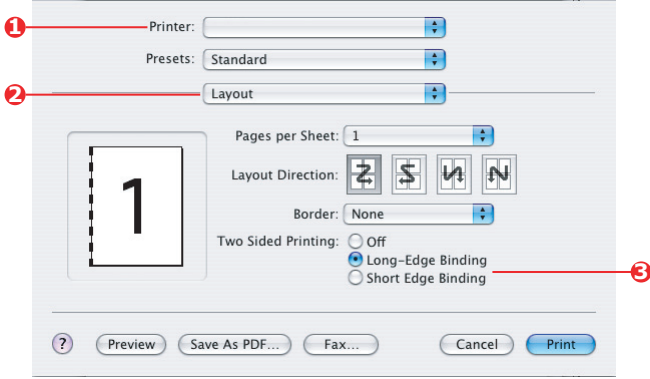 1 Printer:
Presets: Standard
2 Layout
Pages per Sheet: 1
1
Layout Direction:
Border: None
Two Sided Printing: Off
Long-Edge Binding
Short Edge Binding 3
? Preview Save As PDF... Fax... Cancel Print